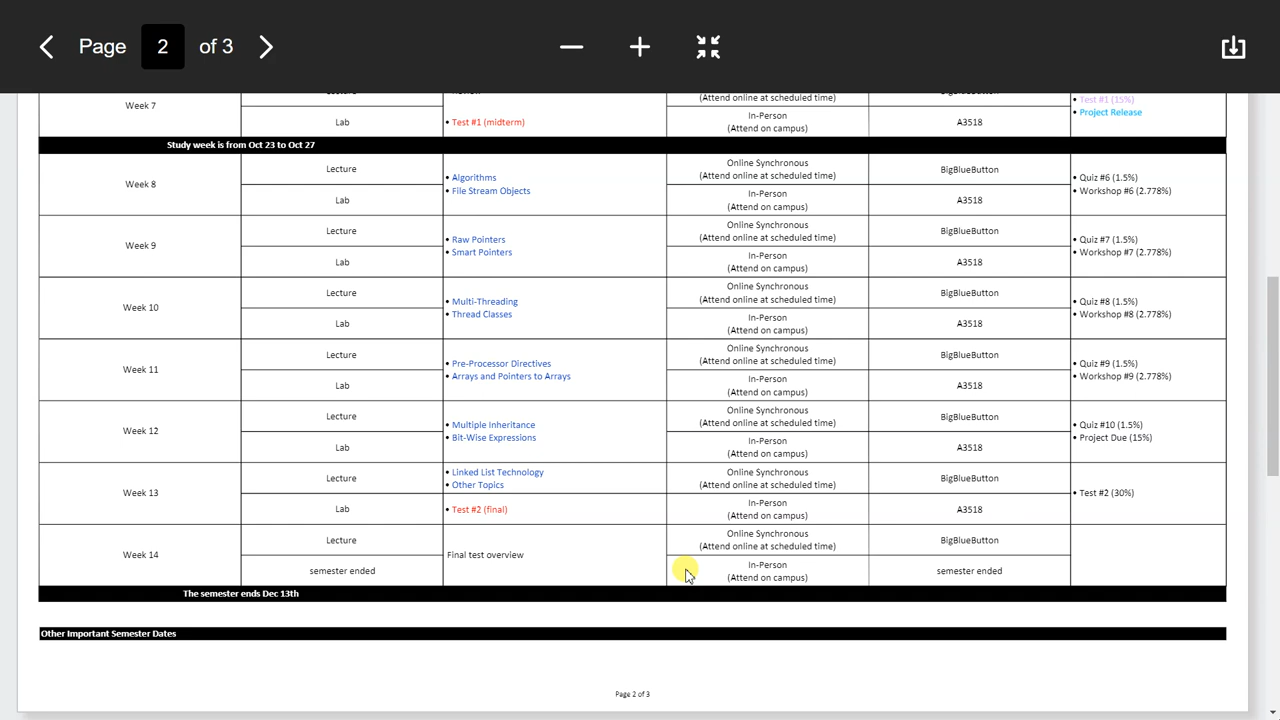 Page 2 of 3
(Attend online at scheduled time)
• Test #1 (15%)
Week 7
• Project Release
Lab
• Test #1 (midterm)
In-Person
(Attend on campus)
A3518
Study week is from Oct 23 to Oct 27
Week 8
Lecture
• Algorithms
• File Stream Objects
Online Synchronous
(Attend online at scheduled time)
BigBlueButton
• Quiz #6 (1.5%)
• Workshop #6 (2.778%)
Lab
In-Person
(Attend on campus)
A3518
Week 9
Lecture
• Raw Pointers
• Smart Pointers
Online Synchronous
(Attend online at scheduled time)
BigBlueButton
• Quiz #7 (1.5%)
• Workshop #7 (2.778%)
Lab
In-Person
(Attend on campus)
A3518
Week 10
Lecture
• Multi-Threading
• Thread Classes
Online Synchronous
(Attend online at scheduled time)
BigBlueButton
• Quiz #8 (1.5%)
• Workshop #8 (2.778%)
Lab
In-Person
(Attend on campus)
A3518
Week 11
Lecture
• Pre-Processor Directives
• Arrays and Pointers to Arrays
Online Synchronous
(Attend online at scheduled time)
BigBlueButton
• Quiz #9 (1.5%)
• Workshop #9 (2.778%)
Lab
In-Person
(Attend on campus)
A3518
Week 12
Lecture
• Multiple Inheritance
• Bit-Wise Expressions
Online Synchronous
(Attend online at scheduled time)
BigBlueButton
• Quiz #10 (1.5%)
• Project Due (15%)
Lab
In-Person
(Attend on campus)
A3518
Week 13
Lecture
• Linked List Technology
• Other Topics
Online Synchronous
(Attend online at scheduled time)
BigBlueButton
• Test #2 (30%)
Lab
• Test #2 (final)
In-Person
(Attend on campus)
A3518
Week 14
Lecture
Final test overview
Online Synchronous
(Attend online at scheduled time)
BigBlueButton
semester ended
In-Person
(Attend on campus)
semester ended
The semester ends Dec 13th
Other Important Semester Dates
Page 2 of 3